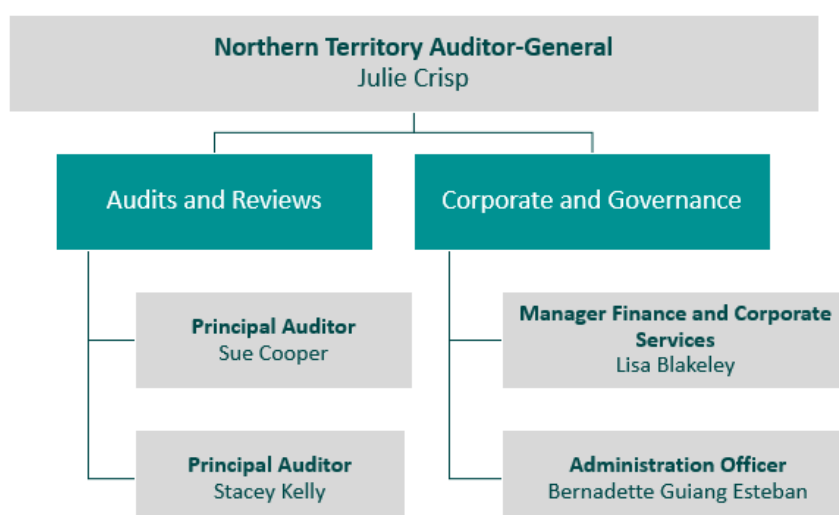 Northern Territory Auditor-General
Julie Crisp
Audits and Reviews
Corporate and Governance
Principal Auditor
Sue Cooper
Manager Finance and Corporate
Services
Lisa Blakeley
Principal Auditor
Stacey Kelly
Administration Officer
Bernadette Guiang Esteban